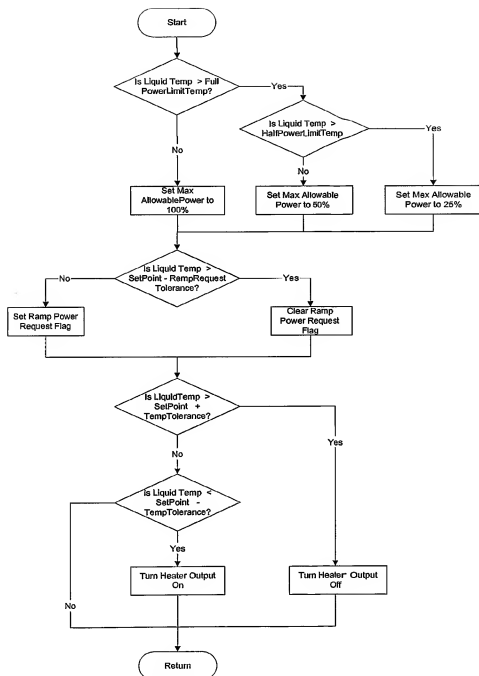 Start
Is Liquid Temp > Full
PowerLimitTemp?
Yes
Is Liquid Temp >
HalfPowerLimitTemp
Yes
No
No
Set Max
AllowablePower to
100%
Set Max Allowable
Power to 50%
Set Max Allowable
Power to 25%
Is Liquid Temp >
SetPoint - RampRequest
Tolerance?
No
Yes
Set Ramp Power
Request Flag
Clear Ramp
Power Request
Flag
Is LiquidTemp >
SetPoint +
TempTolerance?
Yes
No
Is Liquid Temp <
SetPoint -
TempTolerance?
Yes
Turn Heater Output
On
Turn Heater Output
Off
No
Return